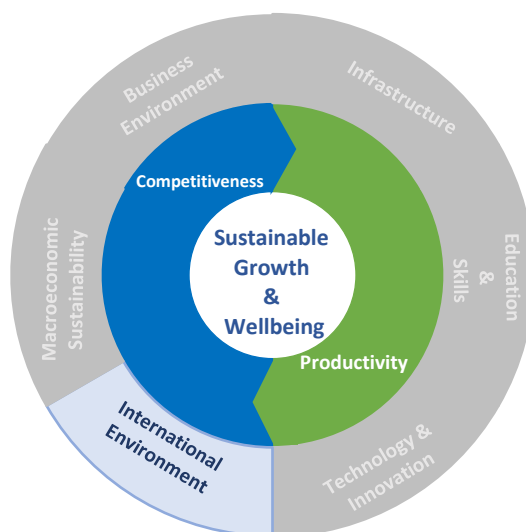 Business
Environment
Infrastructure
Competitiveness
Macroeconomic
Sustainability
Sustainable
Growth
&
Wellbeing
Education
&
Skills
Productivity
International
Environment
Technology &
Innovation